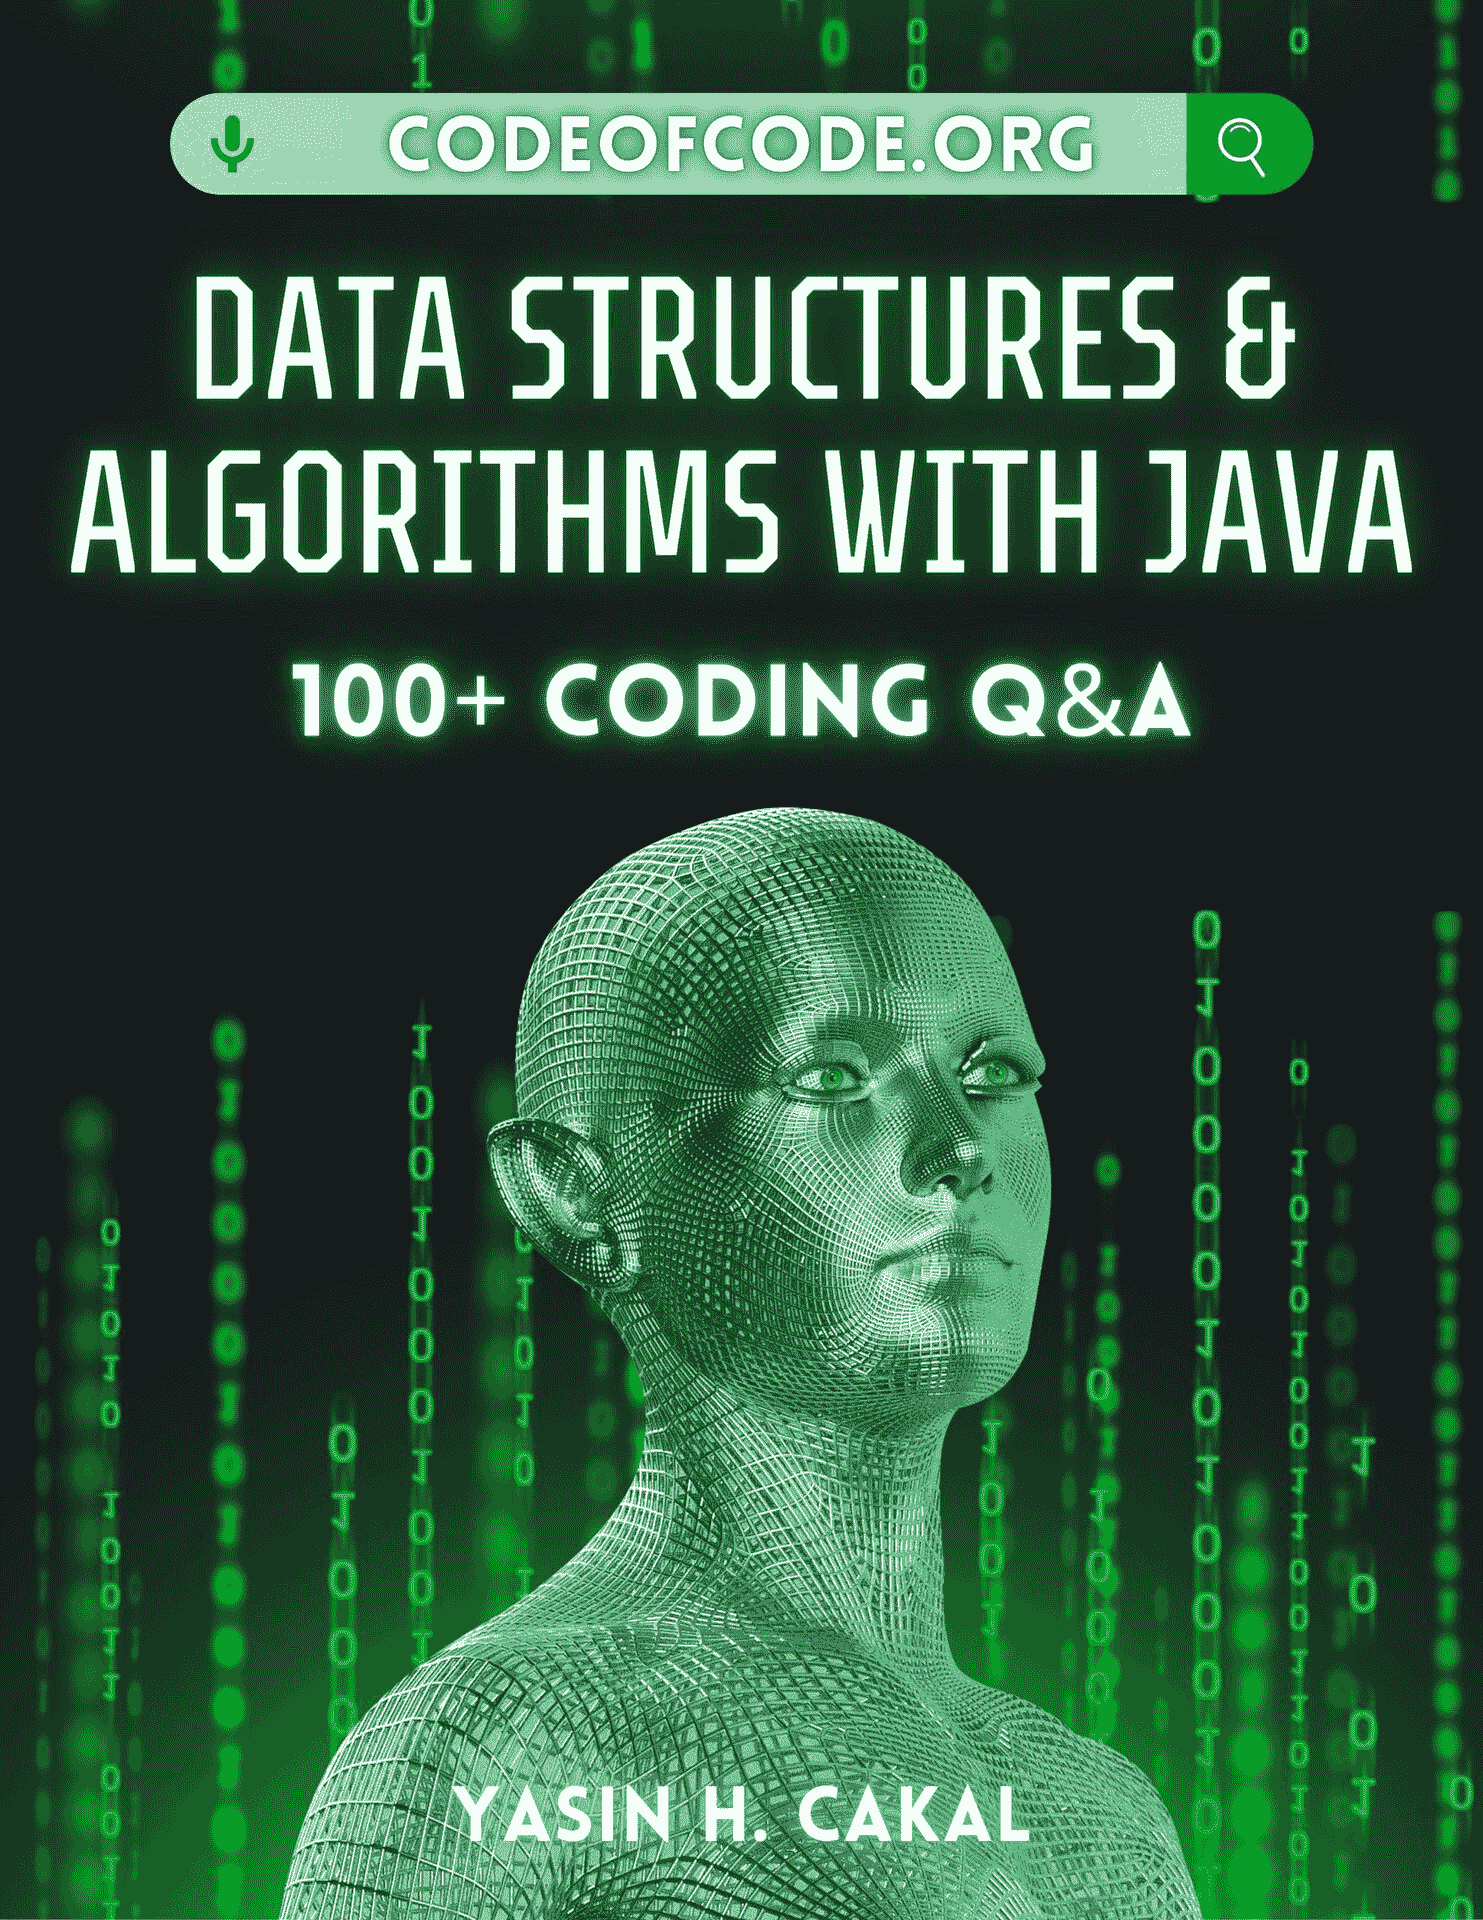 CODEOFCODE.ORG
DATA STRUCTURES &
ALGORITHMS WITH JAVA
100+ CODING Q&A
YASIN H. CAKAL